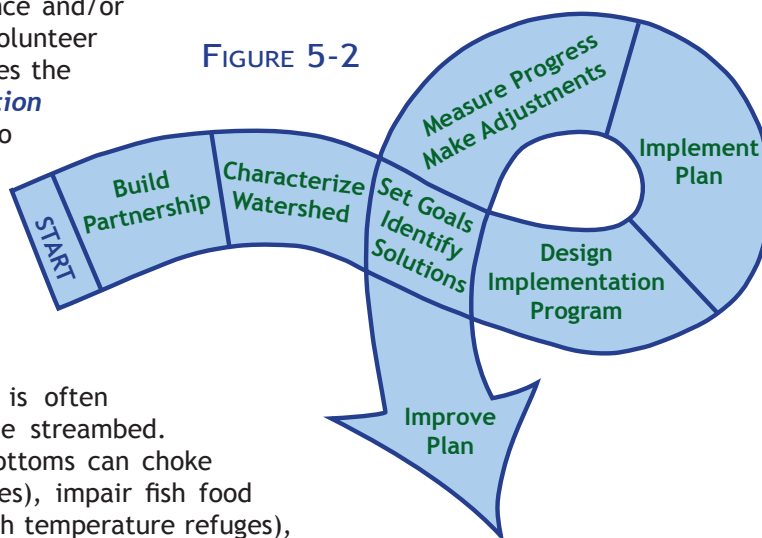 nce and/or
olunteer
es the
tion
o
FIGURE 5-2
START
Build
Partnership
Characterize
Watershed
Set Goals
Identify
Solutions
Design
Implementation
Program
Implement
Plan
Measure Progress
Make Adjustments
Improve
Plan
is often
e streambed.
ottoms can choke
es), impair fish food
h temperature refuges),